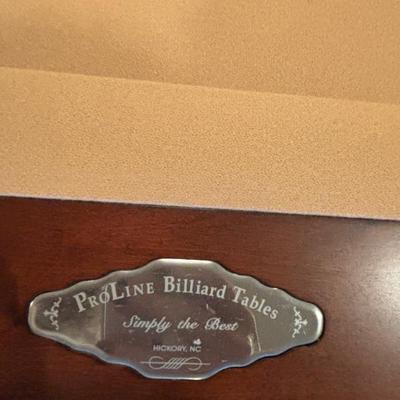 ProLine Billiard Tables
Simply the Best
HICKORY, NC